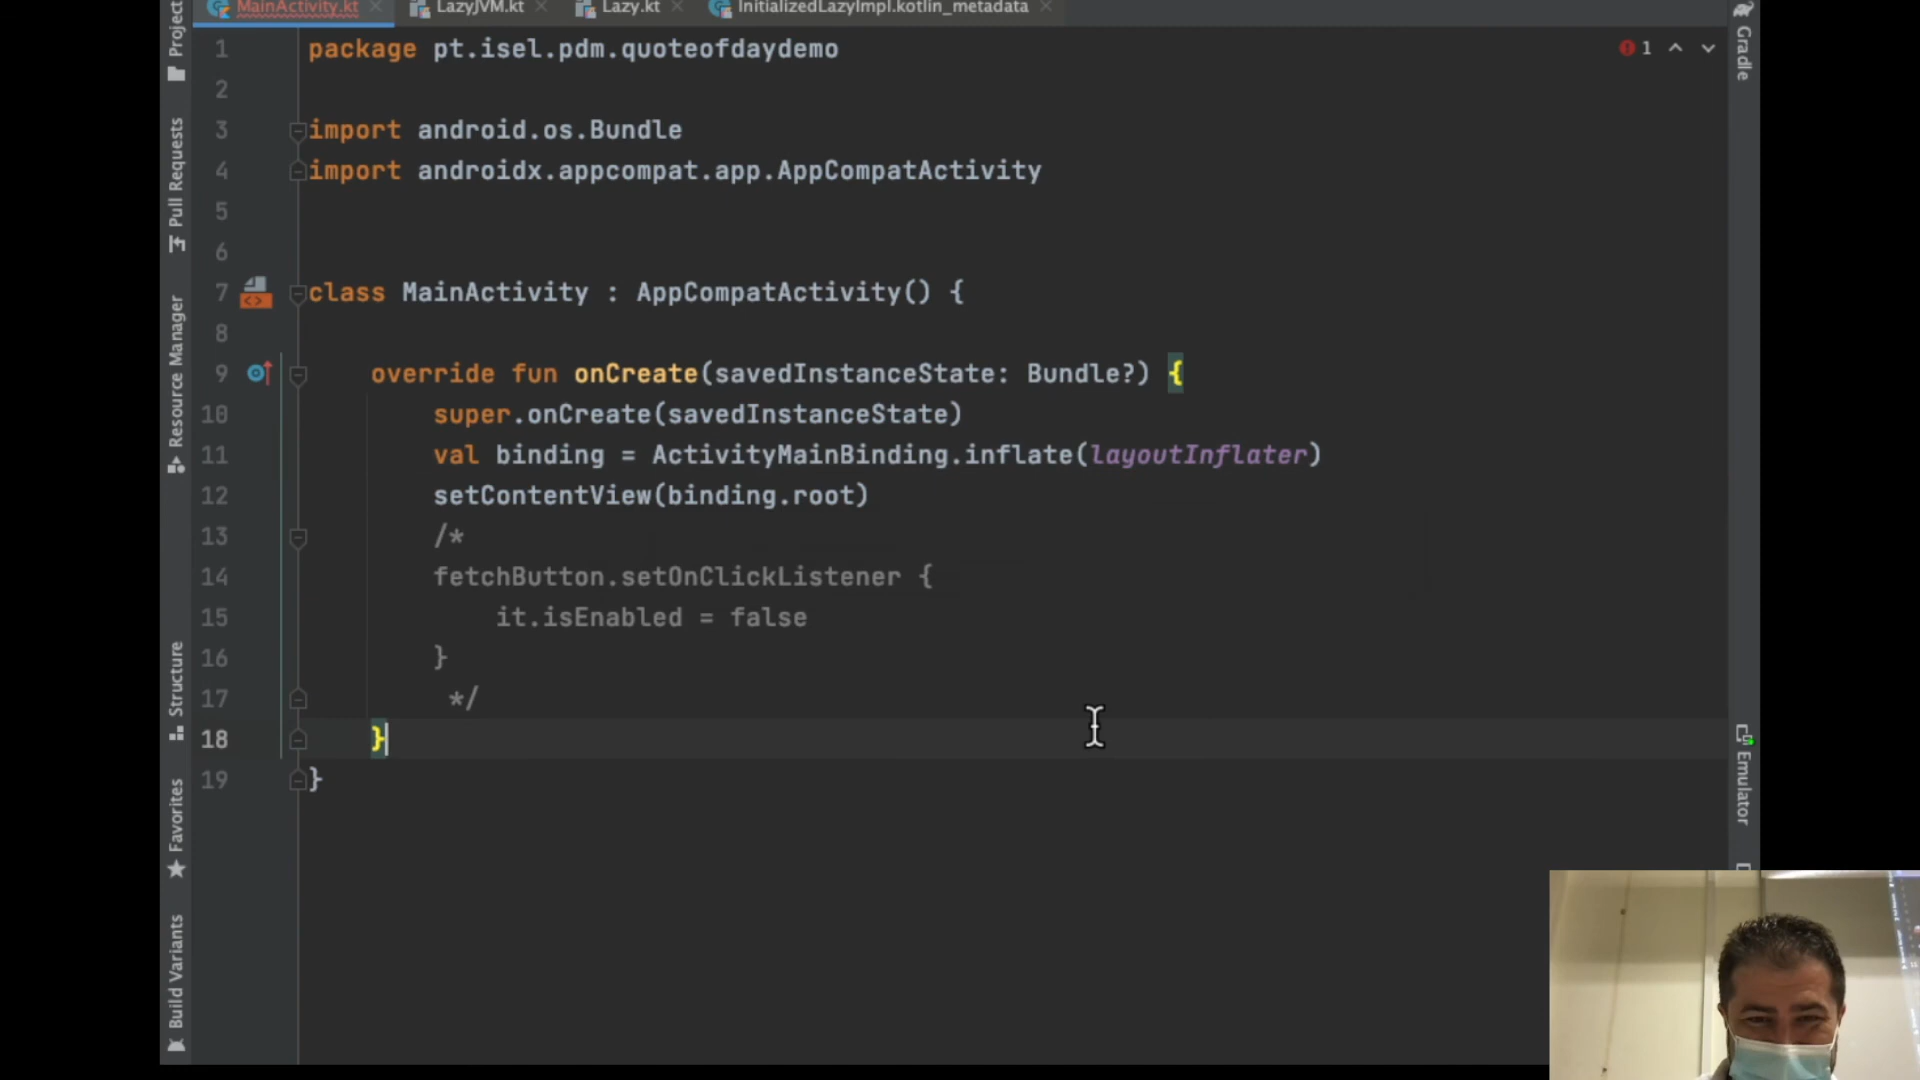 MainActivity.kt
LazyJVM.kt
Lazy.kt
InitializedLazyImpl.kotlin_metadata
Project
Pull Requests
Resource Manager
Structure
Favorites
Build Variants
1 package pt.isel.pdm.quoteofdaydemo
2
3 import android.os.Bundle
4 import androidx.appcompat.app.AppCompatActivity
5
6
7 class MainActivity : AppCompatActivity() {
8
9 override fun onCreate(savedInstanceState: Bundle?) {
10 super.onCreate(savedInstanceState)
11 val binding = ActivityMainBinding.inflate(layoutInflater)
12 setContentView(binding.root)
13 /*
14 fetchButton.setOnClickListener {
15 it.isEnabled = false
16 }
17 */
18 }
19 }
1
Gradle
Emulator